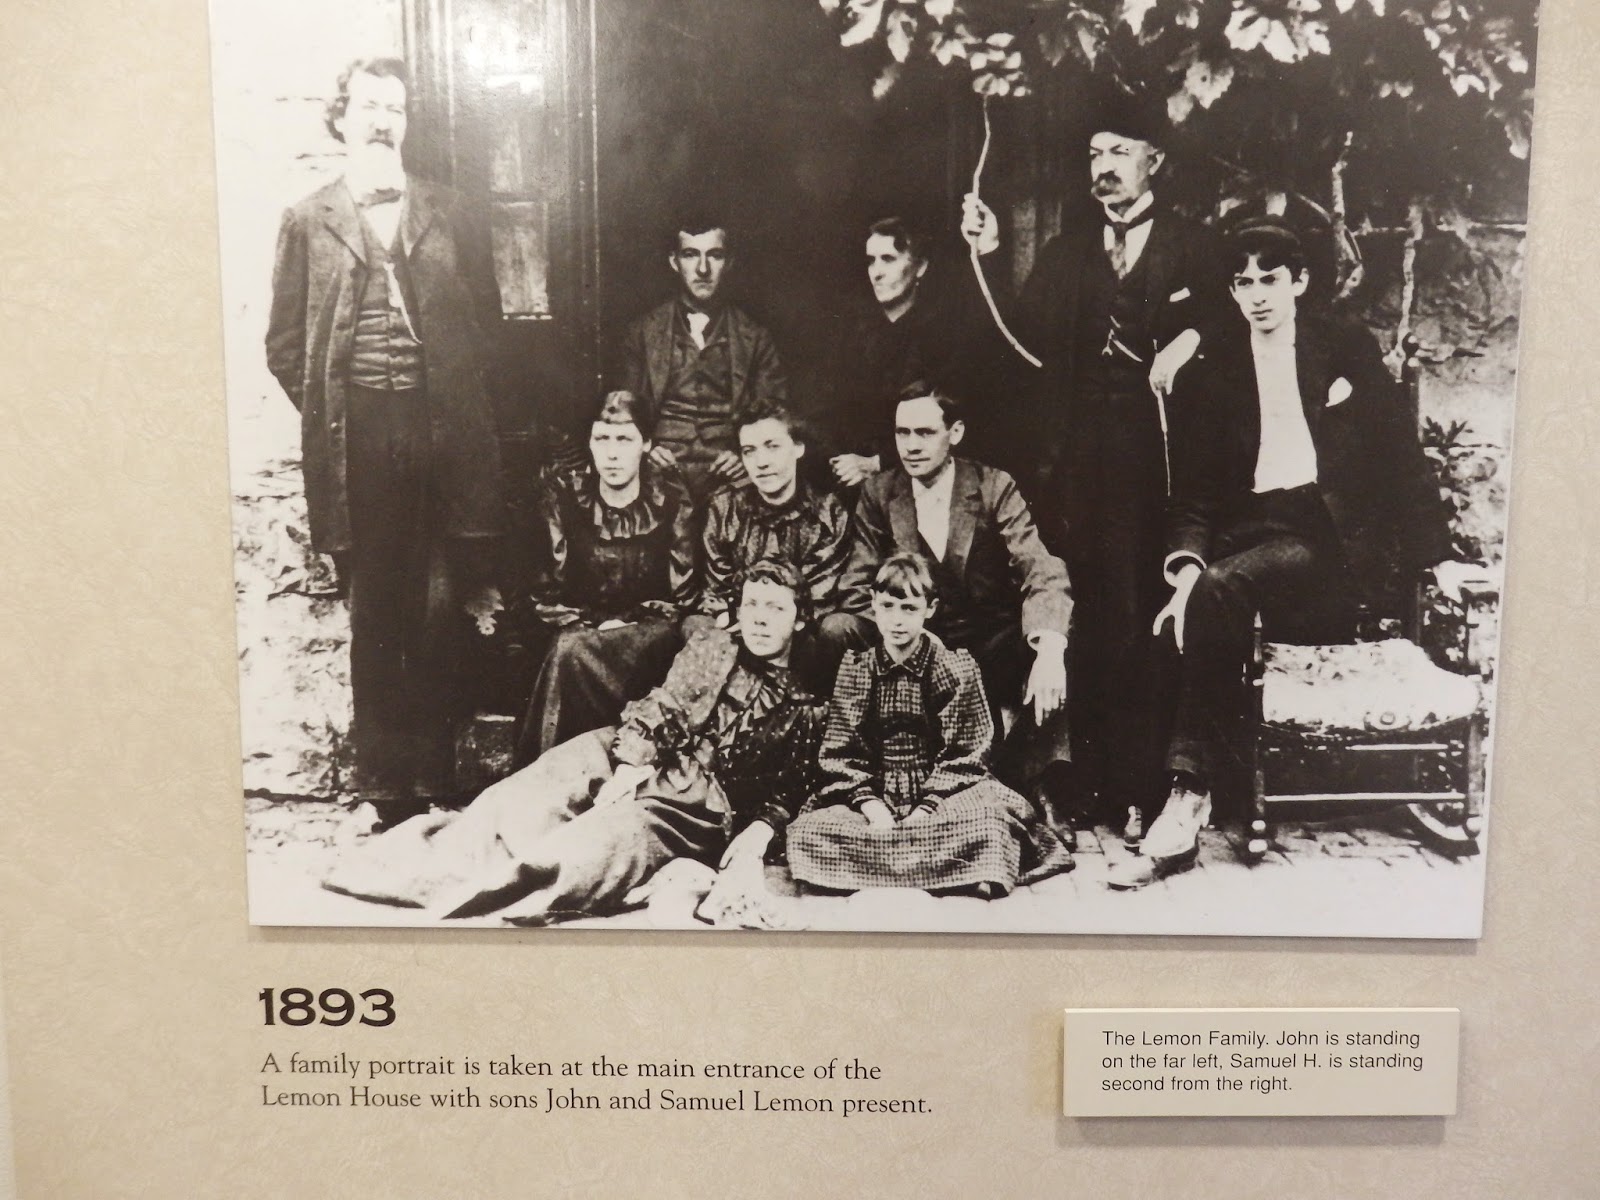 1893
A family portrait is taken at the main entrance of the
Lemon House with sons John and Samuel Lemon present.
The Lemon Family. John is standing
on the far left, Samuel H. is standing
second from the right.